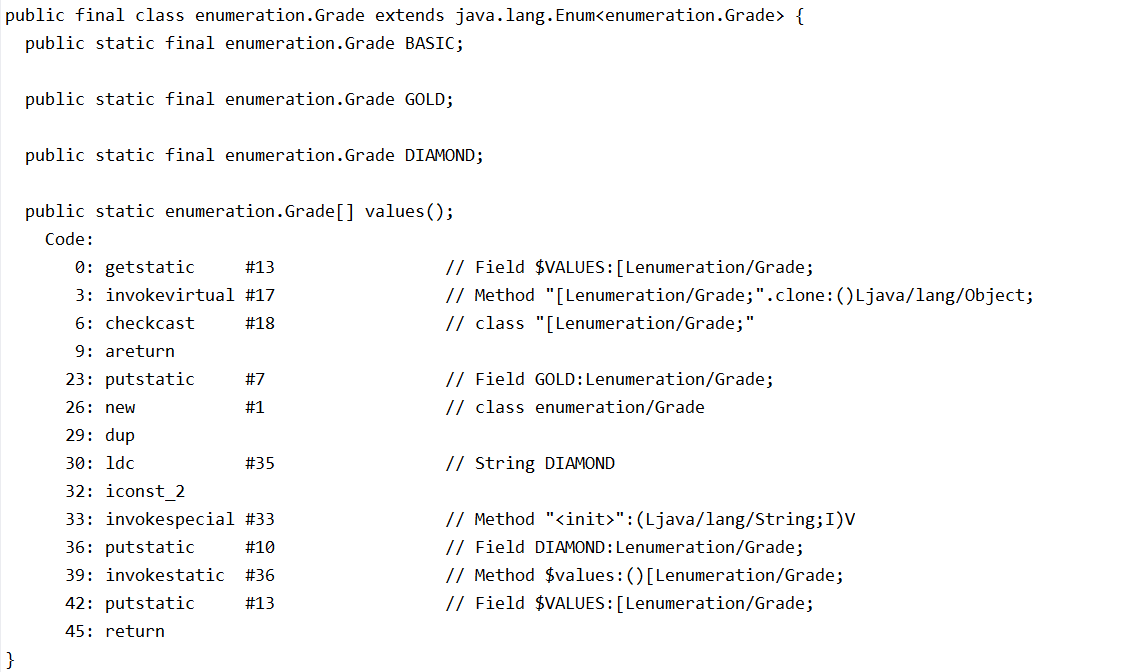 public final class enumeration.Grade extends java.lang.Enum<enumeration.Grade> {
  public static final enumeration.Grade BASIC;

  public static final enumeration.Grade GOLD;

  public static final enumeration.Grade DIAMOND;

  public static enumeration.Grade[] values();
    Code:
       0: getstatic     #13                 // Field $VALUES:[Lenumeration/Grade;
       3: invokevirtual #17                 // Method "[Lenumeration/Grade;".clone:()Ljava/lang/Object;
       6: checkcast     #18                 // class "[Lenumeration/Grade;"
       9: areturn
      23: putstatic     #7                  // Field GOLD:Lenumeration/Grade;
      26: new           #1                  // class enumeration/Grade
      29: dup
      30: ldc           #35                 // String DIAMOND
      32: iconst_2
      33: invokespecial #33                 // Method "<init>":(Ljava/lang/String;I)V
      36: putstatic     #10                 // Field DIAMOND:Lenumeration/Grade;
      39: invokestatic  #36                 // Method $values:()[Lenumeration/Grade;
      42: putstatic     #13                 // Field $VALUES:[Lenumeration/Grade;
      45: return
}